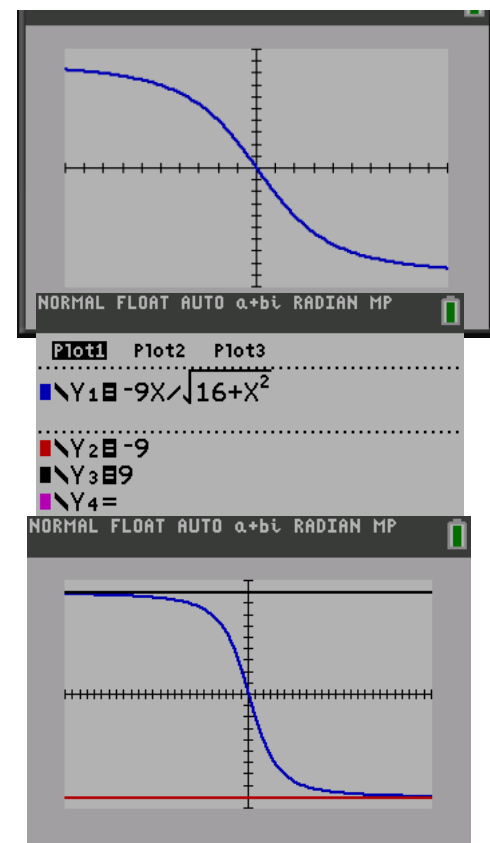 NORMAL FLOAT AUTO a+bi RADIAN MP
Plot1 Plot2 Plot3
\Y₁=-9X/√16+X²
\Y₂=-9
\Y₃=9
\Y₄=
NORMAL FLOAT AUTO a+bi RADIAN MP